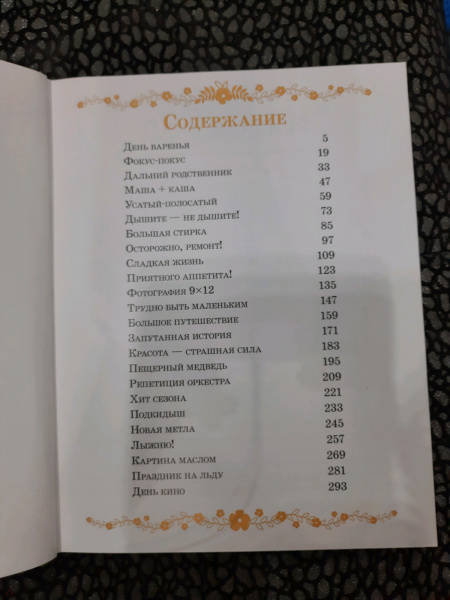 Содержание
День варенья 5
Фокус-покус 19
Дальний родственник 33
Маша + каша 47
Усатый-полосатый 59
Дышите — не дышите! 73
Большая стирка 85
Осторожно, ремонт! 97
Сладкая жизнь 109
Приятного аппетита! 123
Фотография 9×12 135
Трудно быть маленьким 147
Большое путешествие 159
Запутанная история 171
Красота — страшная сила 183
Пещерный медведь 195
Репетиция оркестра 209
Хит сезона 221
Подкидыш 233
Новая метла 245
Лыжню! 257
Картина маслом 269
Праздник на льду 281
День кино 293